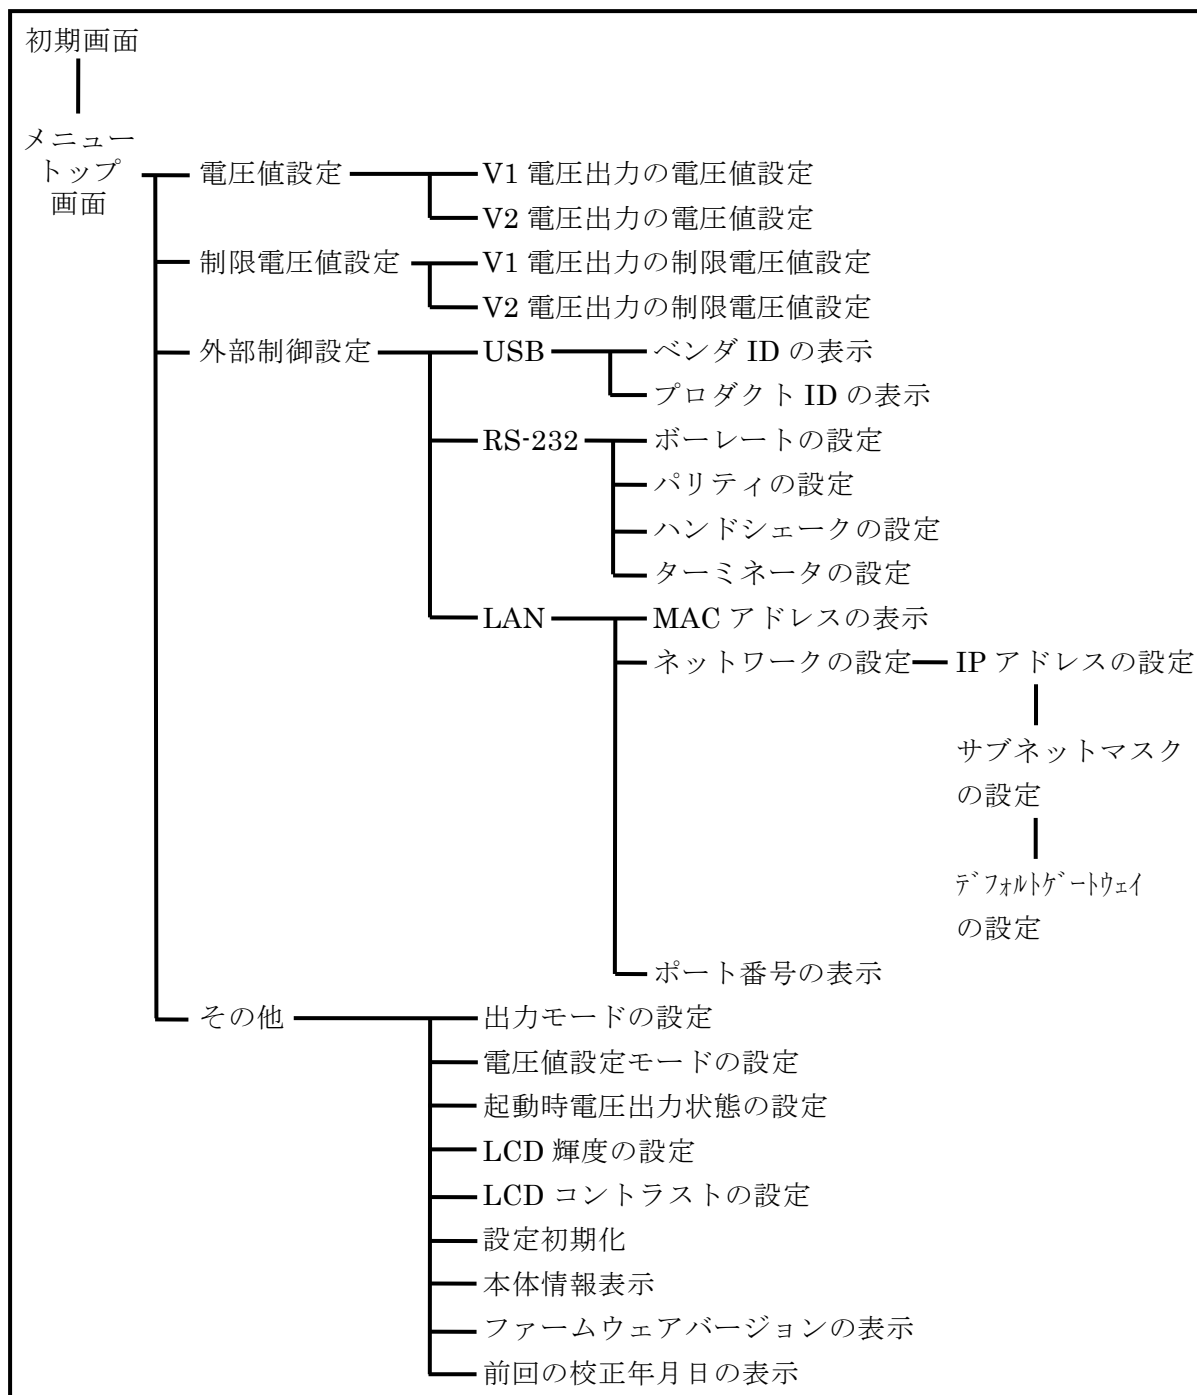 初期画面
メニュー
トップ
画面
電圧値設定
V1 電圧出力の電圧値設定
V2 電圧出力の電圧値設定
制限電圧値設定
V1 電圧出力の制限電圧値設定
V2 電圧出力の制限電圧値設定
外部制御設定
USB
ベンダ ID の表示
プロダクト ID の表示
RS-232
ボーレートの設定
パリティの設定
ハンドシェークの設定
ターミネータの設定
LAN
MAC アドレスの表示
ネットワークの設定
IP アドレスの設定
サブネットマスク
の設定
ﾃﾞﾌｫﾙﾄｹﾞｰﾄｳｪｲ
の設定
ポート番号の表示
その他
出力モードの設定
電圧値設定モードの設定
起動時電圧出力状態の設定
LCD 輝度の設定
LCD コントラストの設定
設定初期化
本体情報表示
ファームウェアバージョンの表示
前回の校正年月日の表示